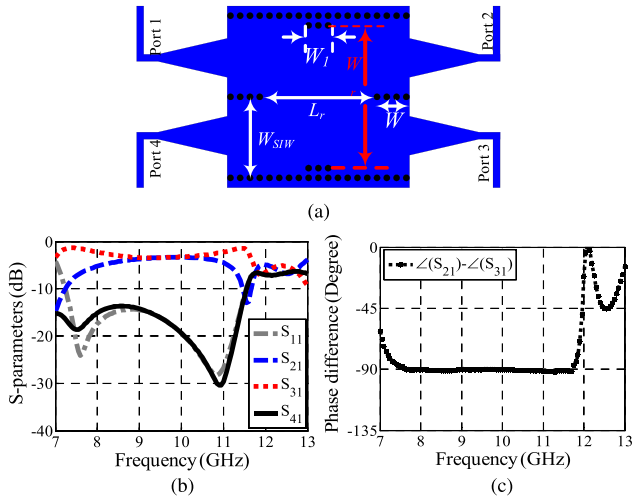 Port 1
Port 2
W1
W
r
Lr
W
WSIW
Port 4
Port 3
(a)
S-parameters (dB)
0
-10
-20
-30
-40
S11
S21
S31
S41
7 8 9 10 11 12 13
Frequency (GHz)
(b)
Phase difference (Degree)
0
-45
-90
-135
∠(S21)-∠(S31)
7 8 9 10 11 12 13
Frequency (GHz)
(c)